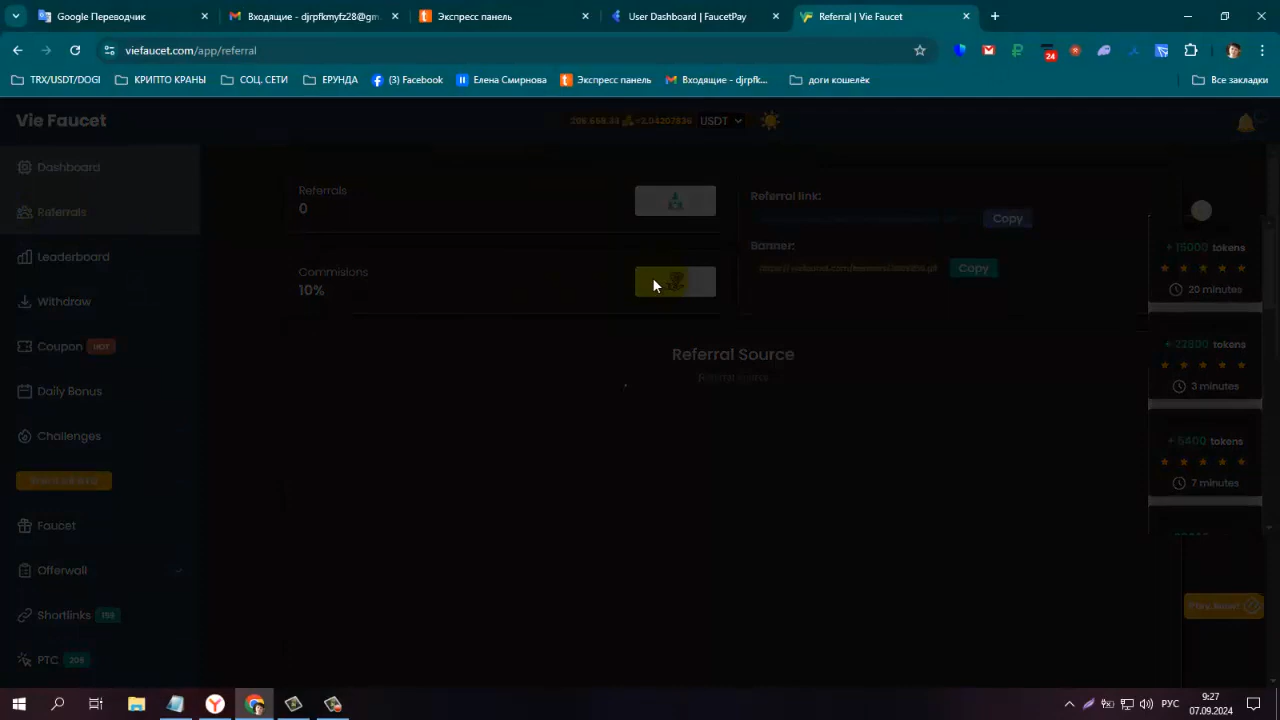 Google Переводчик
Входящие - djrpfkmyfz28@gm
Экспресс панель
User Dashboard | FaucetPay
Referral | Vie Faucet
viefaucet.com/app/referral
24
TRX/USDT/DOGI
КРИПТО КРАНЫ
СОЦ. СЕТИ
ЕРУНДА
(3) Facebook
Елена Смирнова
Экспресс панель
Входящие - djrpfk...
доги кошелёк
Все закладки
Vie Faucet
USDT
Dashboard
Referrals
Leaderboard
Withdraw
Coupon HOT
Daily Bonus
Challenges
Faucet
Offerwall
Shortlinks 159
PTC 205
Referrals
0
Commisions
10%
Referral link:
Copy
Banner:
Copy
Referral Source
Referral source
+ 15000 tokens
20 minutes
+ 22800 tokens
3 minutes
+ 5400 tokens
7 minutes
РУС
9:27
07.09.2024